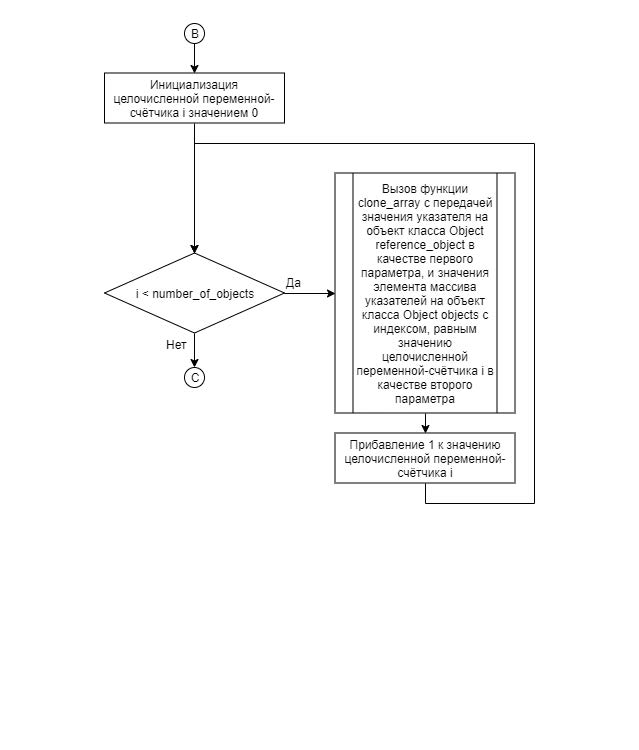 B
Инициализация
целочисленной переменной-
счётчика i значением 0
i < number_of_objects
Да
Нет
C
Вызов функции
clone_array с передачей
значения указателя на
объект класса Object
reference_object в
качестве первого
параметра, и значения
элемента массива
указателей на объект
класса Object objects с
индексом, равным
значению
целочисленной
переменной-счётчика i в
качестве второго
параметра
Прибавление 1 к значению
целочисленной переменной-
счётчика i